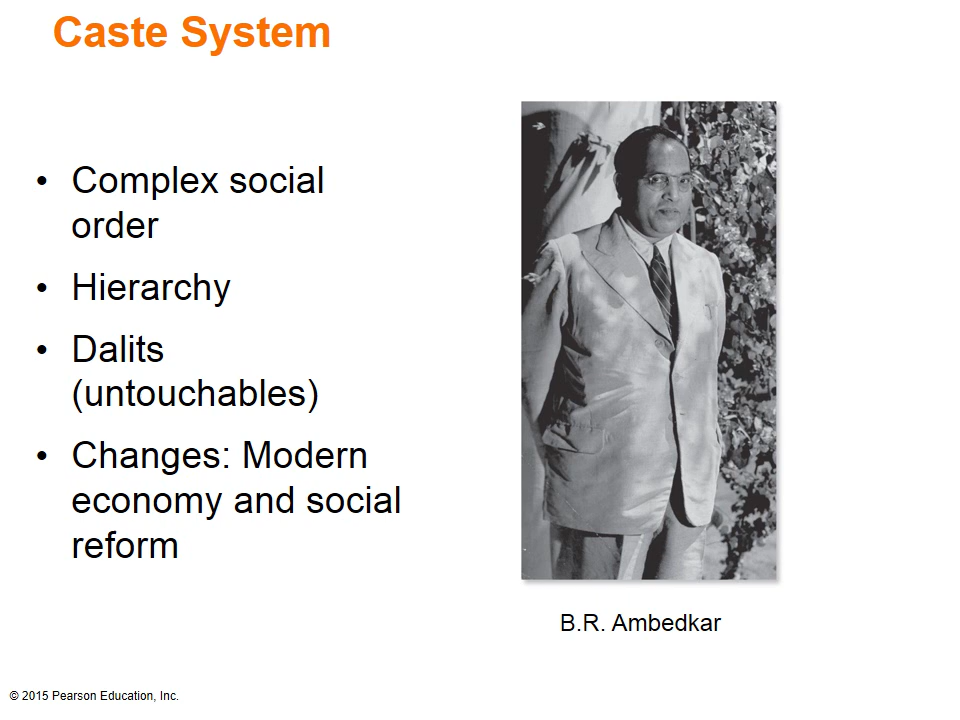 Caste System
• Complex social
order
• Hierarchy
• Dalits
(untouchables)
• Changes: Modern
economy and social
reform
B.R. Ambedkar
© 2015 Pearson Education, Inc.